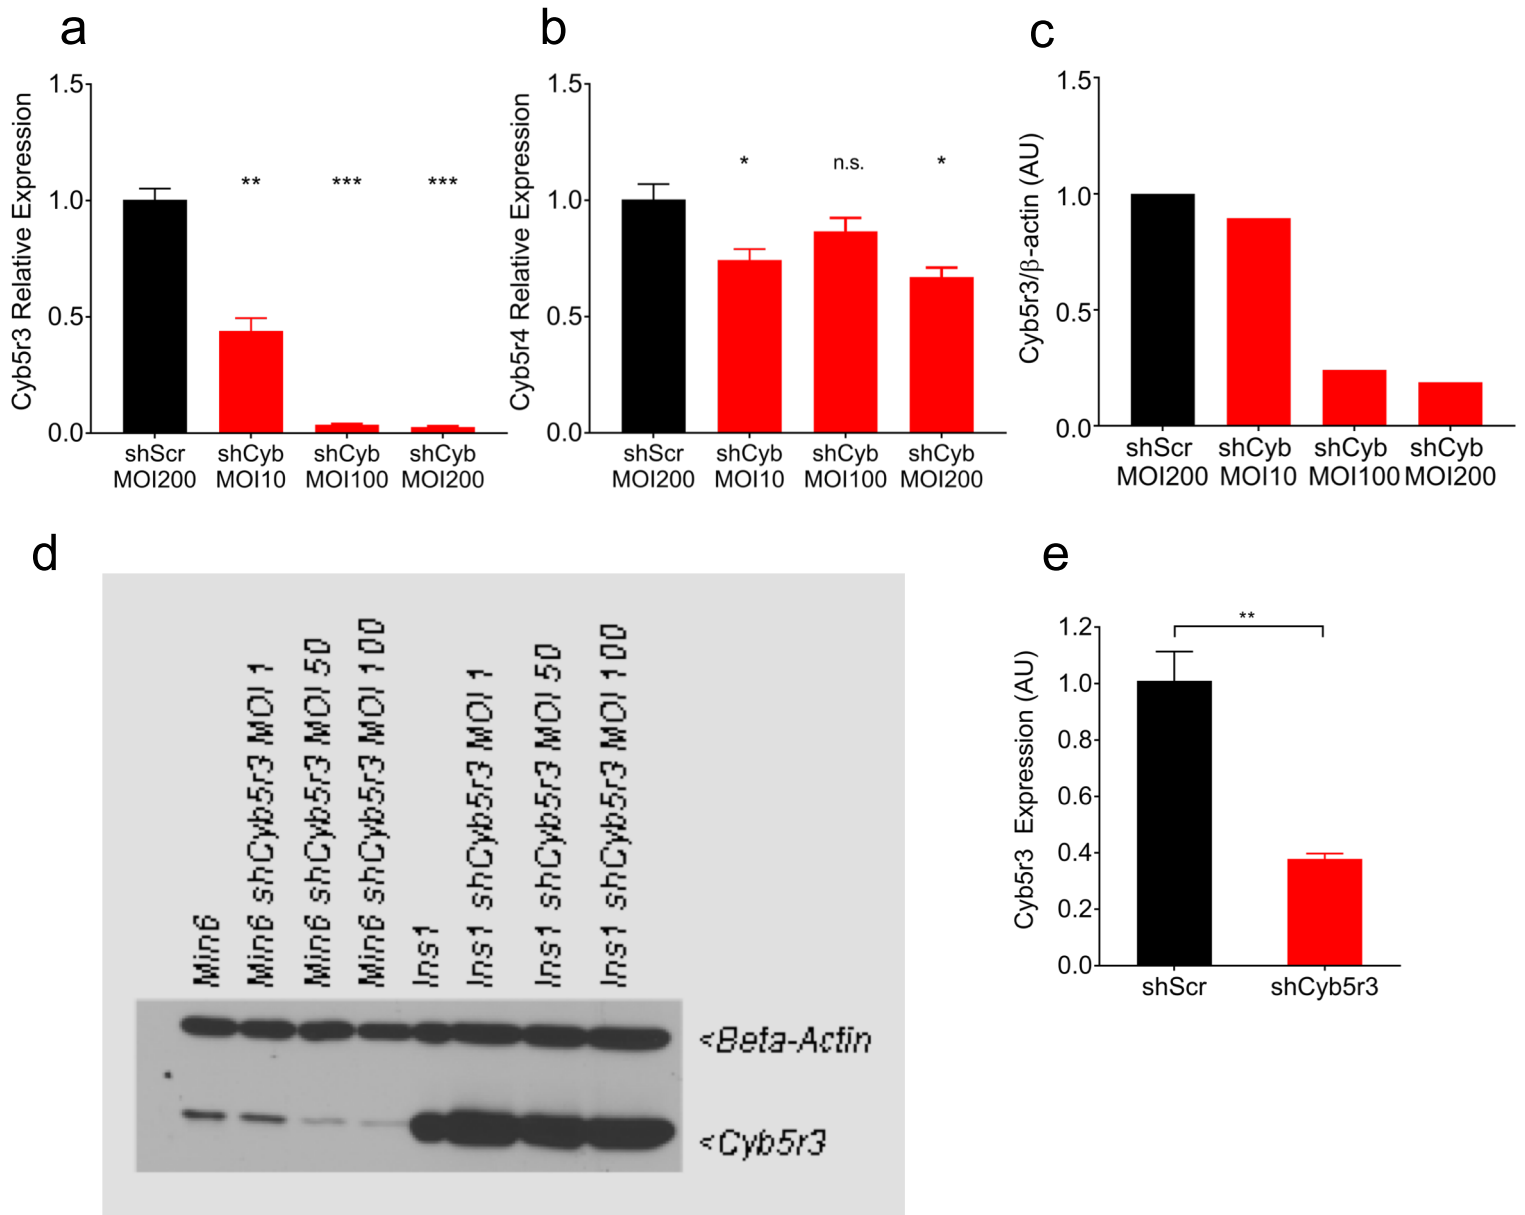 a
Cyb5r3 Relative Expression
1.5
1.0
0.5
0.0
** *** ***
shScr shCyb shCyb shCyb
MOI200 MOI10 MOI100 MOI200
b
Cyb5r4 Relative Expression
1.5
1.0
0.5
0.0
* n.s. *
shScr shCyb shCyb shCyb
MOI200 MOI10 MOI100 MOI200
c
Cyb5r3/β-actin (AU)
1.5
1.0
0.5
0.0
shScr shCyb shCyb shCyb
MOI200 MOI10 MOI100 MOI200
d
Min6
Min6 shCyb5r3 MOI 1
Min6 shCyb5r3 MOI 50
Min6 shCyb5r3 MOI 100
Ins1
Ins1 shCyb5r3 MOI 1
Ins1 shCyb5r3 MOI 50
Ins1 shCyb5r3 MOI 100
<Beta-Actin
<Cyb5r3
e
Cyb5r3 Expression (AU)
1.2
1.0
0.8
0.6
0.4
0.2
0.0
**
shScr shCyb5r3